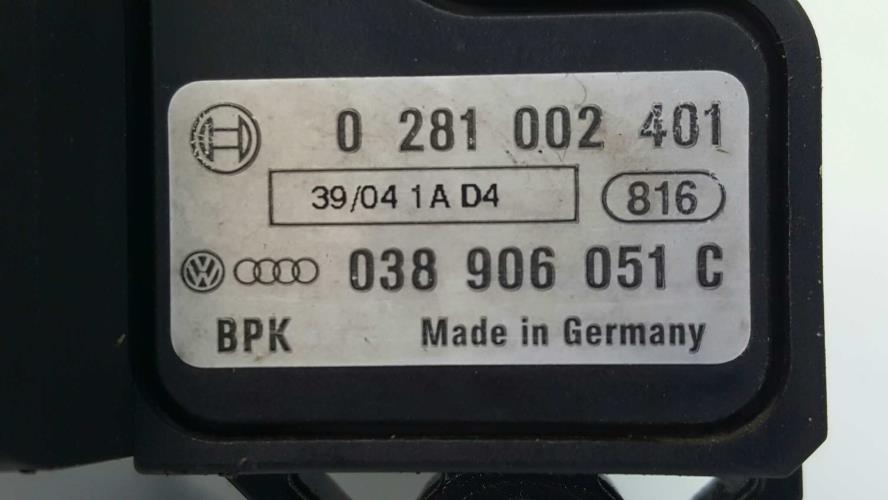 0 281 002 401
39/04 1A D4 816
038 906 051 C
BPK Made in Germany